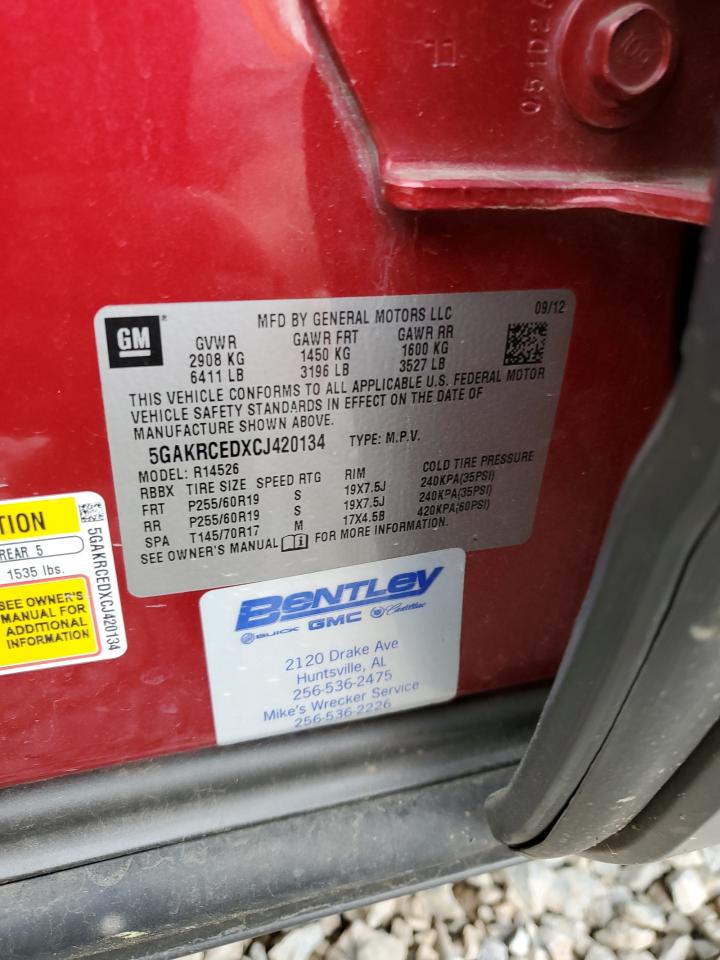 11
051D2A
109
GM
MFD BY GENERAL MOTORS LLC 09/12
GVWR GAWR FRT GAWR RR
2908 KG 1450 KG 1600 KG
6411 LB 3196 LB 3527 LB
THIS VEHICLE CONFORMS TO ALL APPLICABLE U.S. FEDERAL MOTOR
VEHICLE SAFETY STANDARDS IN EFFECT ON THE DATE OF
MANUFACTURE SHOWN ABOVE.
5GAKRCEDXCJ420134 TYPE: M.P.V.
MODEL: R14526
RBBX TIRE SIZE SPEED RTG RIM COLD TIRE PRESSURE
FRT P255/60R19 S 19X7.5J 240KPA(35PSI)
RR P255/60R19 S 19X7.5J 240KPA(35PSI)
SPA T145/70R17 M 17X4.5B 420KPA(60PSI)
SEE OWNER'S MANUAL FOR MORE INFORMATION.
TION
REAR 5
1535 lbs.
SEE OWNER'S
MANUAL FOR
ADDITIONAL
INFORMATION
5GAKRCEDXCJ420134
BENTLEY
BUICK GMC Cadillac
2120 Drake Ave
Huntsville, AL
256-536-2475
Mike's Wrecker Service
256-536-2226